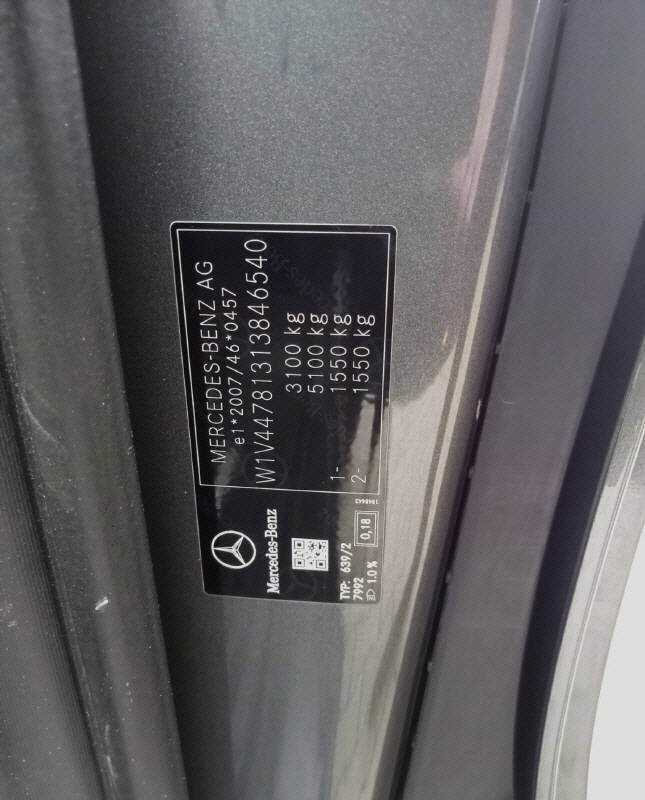 MERCEDES-BENZ AG
e1*2007/46*0457
W1V44781313846540
3100 kg
5100 kg
1- 1550 kg
2- 1550 kg
Mercedes-Benz
TYP: 639/2
7992 0,18
1.0 %